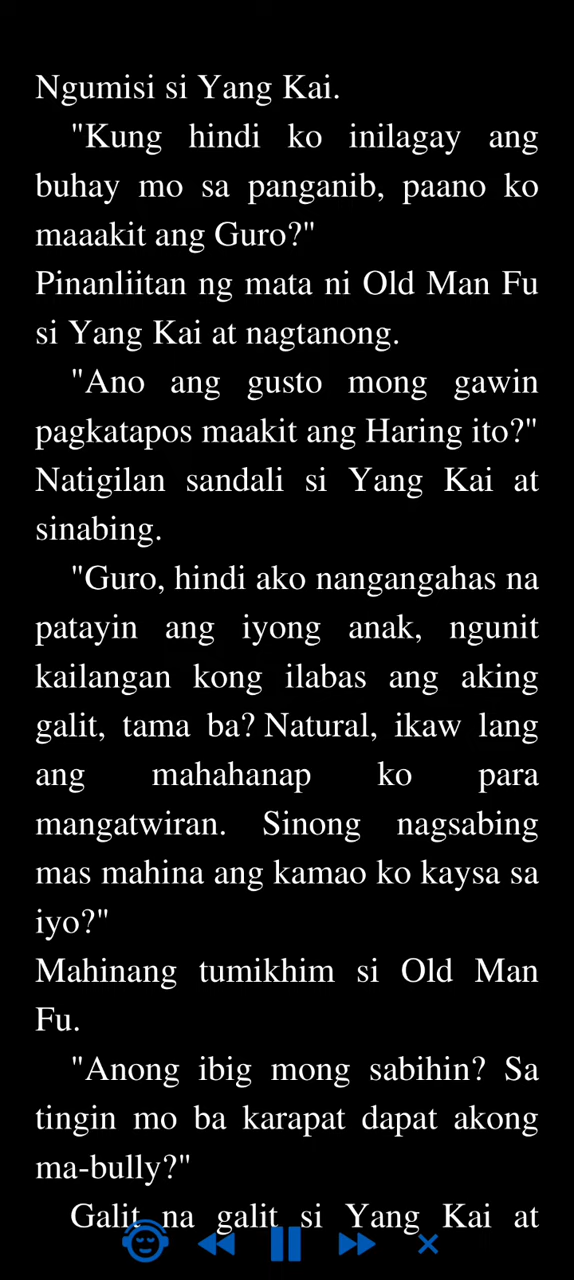 Ngumisi si Yang Kai.
"Kung hindi ko inilagay ang
buhay mo sa panganib, paano ko
maaakit ang Guro?"
Pinanliitan ng mata ni Old Man Fu
si Yang Kai at nagtanong.
"Ano ang gusto mong gawin
pagkatapos maakit ang Haring ito?"
Natigilan sandali si Yang Kai at
sinabing.
"Guro, hindi ako nangangahas na
patayin ang iyong anak, ngunit
kailangan kong ilabas ang aking
galit, tama ba? Natural, ikaw lang
ang mahahanap ko para
mangatwiran. Sinong nagsabing
mas mahina ang kamao ko kaysa sa
iyo?"
Mahinang tumikhim si Old Man
Fu.
"Anong ibig mong sabihin? Sa
tingin mo ba karapat dapat akong
ma-bully?"
Galit na galit si Yang Kai at